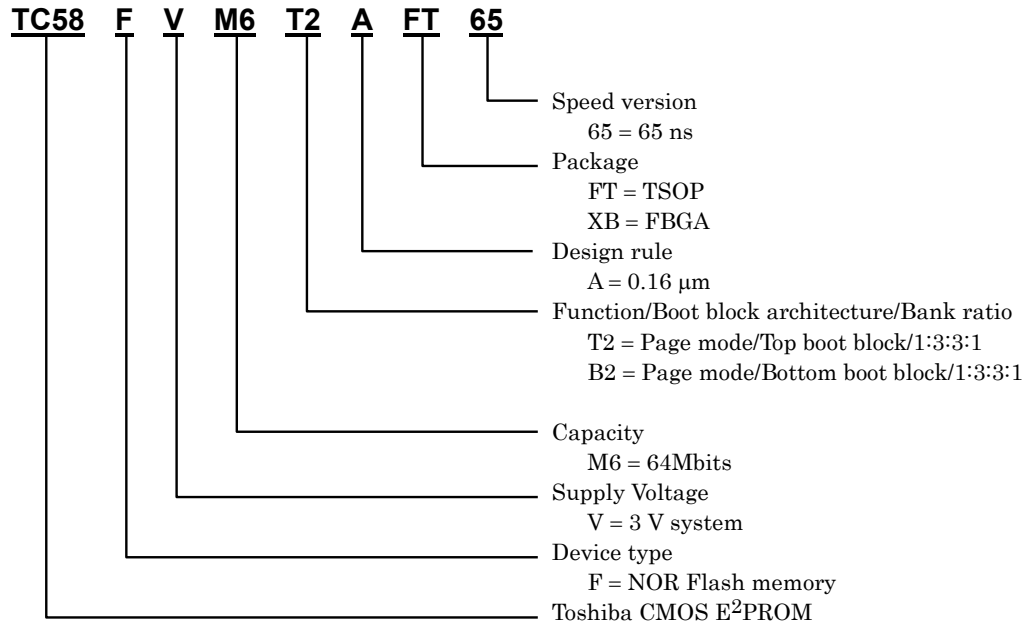 TC58 F V M6 T2 A FT 65
Speed version
65 = 65 ns
Package
FT = TSOP
XB = FBGA
Design rule
A = 0.16 μm
Function/Boot block architecture/Bank ratio
T2 = Page mode/Top boot block/1:3:3:1
B2 = Page mode/Bottom boot block/1:3:3:1
Capacity
M6 = 64Mbits
Supply Voltage
V = 3 V system
Device type
F = NOR Flash memory
Toshiba CMOS E²PROM